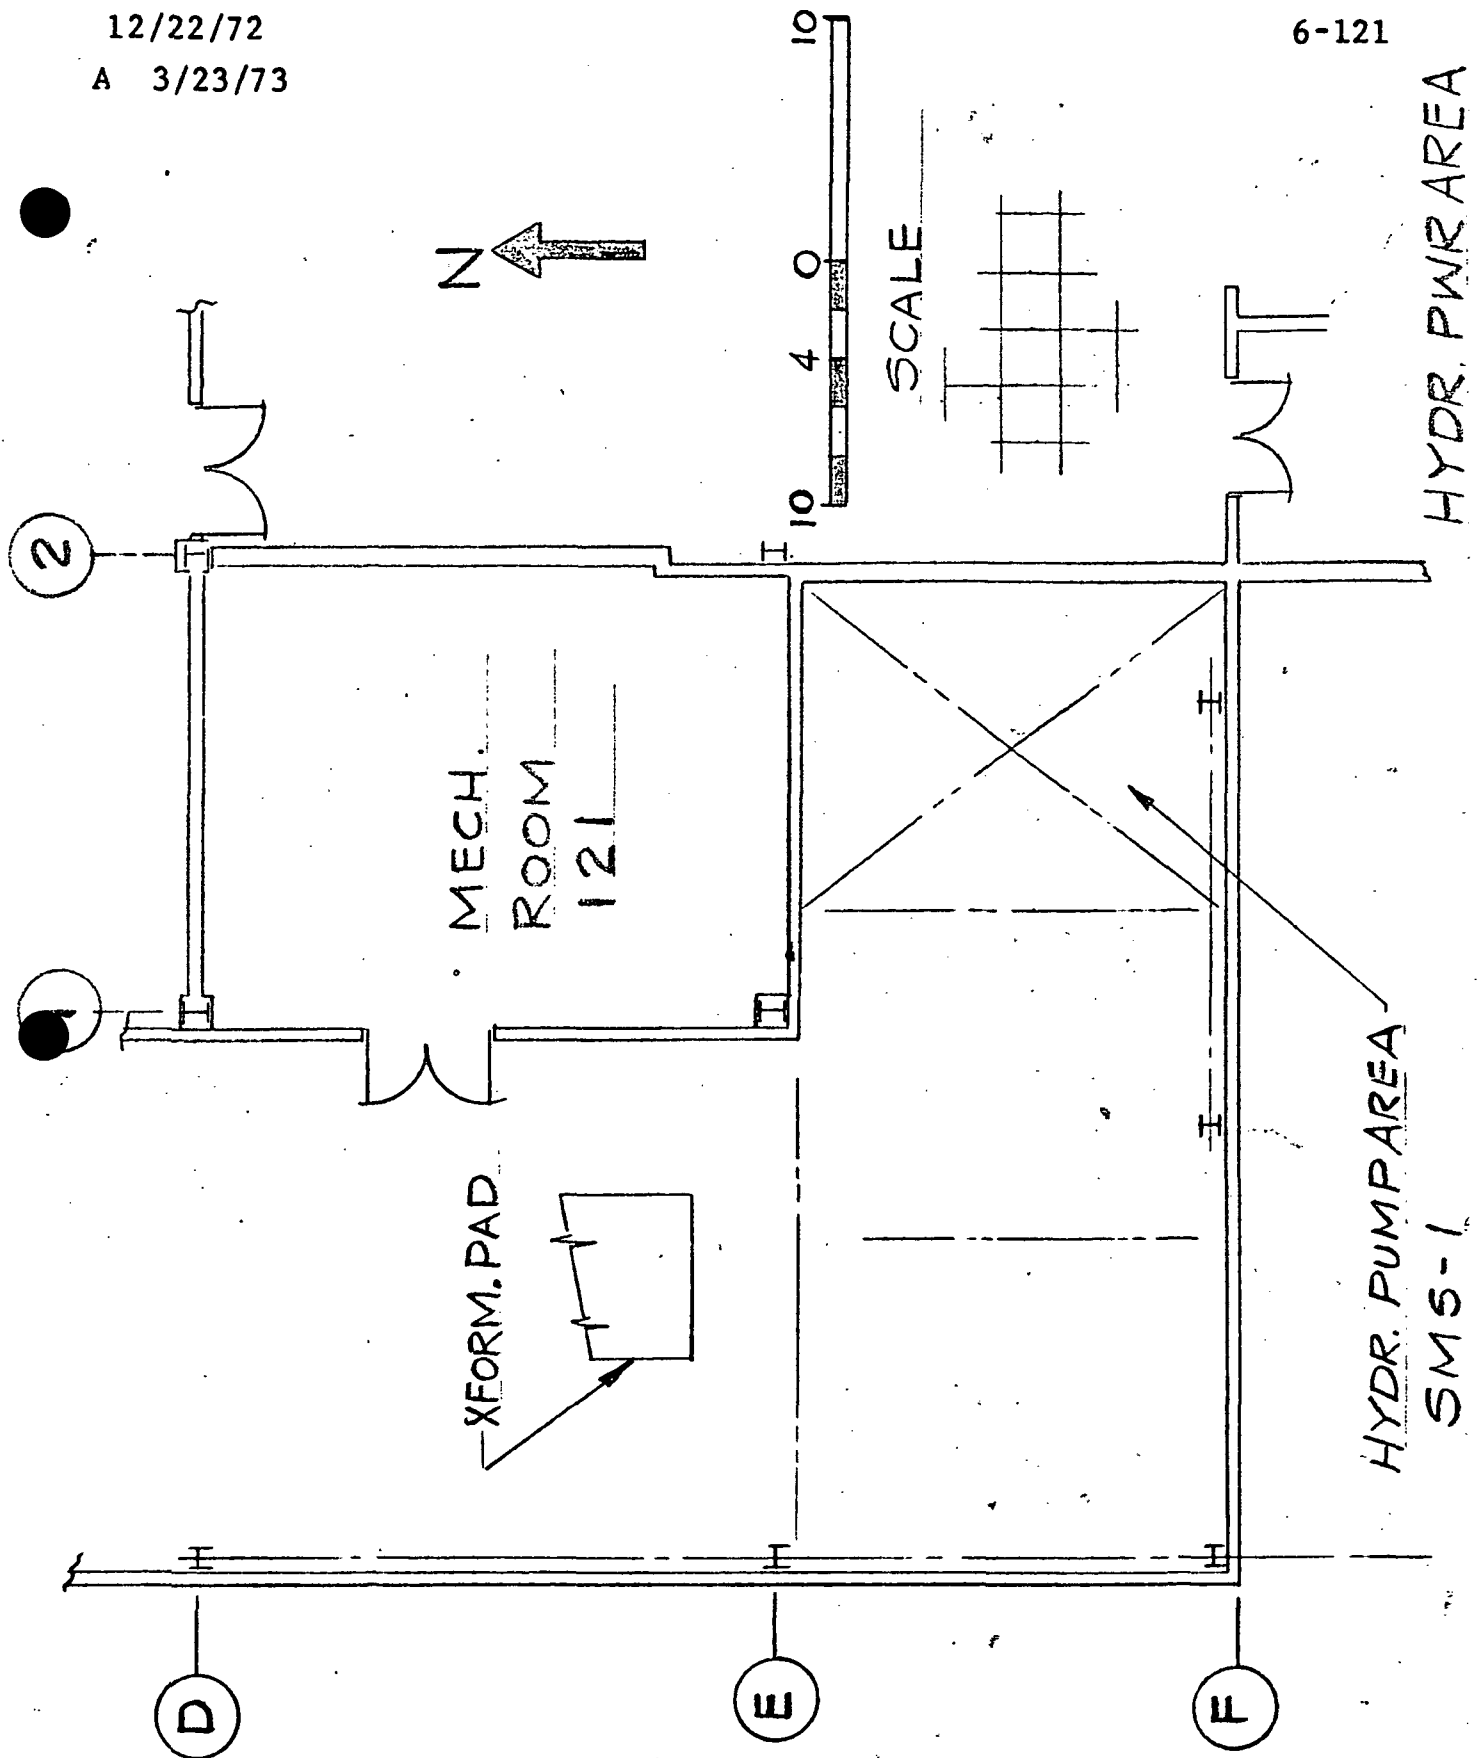 12/22/72
A 3/23/73
6-121
2
D
E
F
N
10 4 0 10
SCALE
MECH.
ROOM
121
XFORM. PAD
HYDR. PUMP AREA
SMS-1
HYDR. PWR AREA